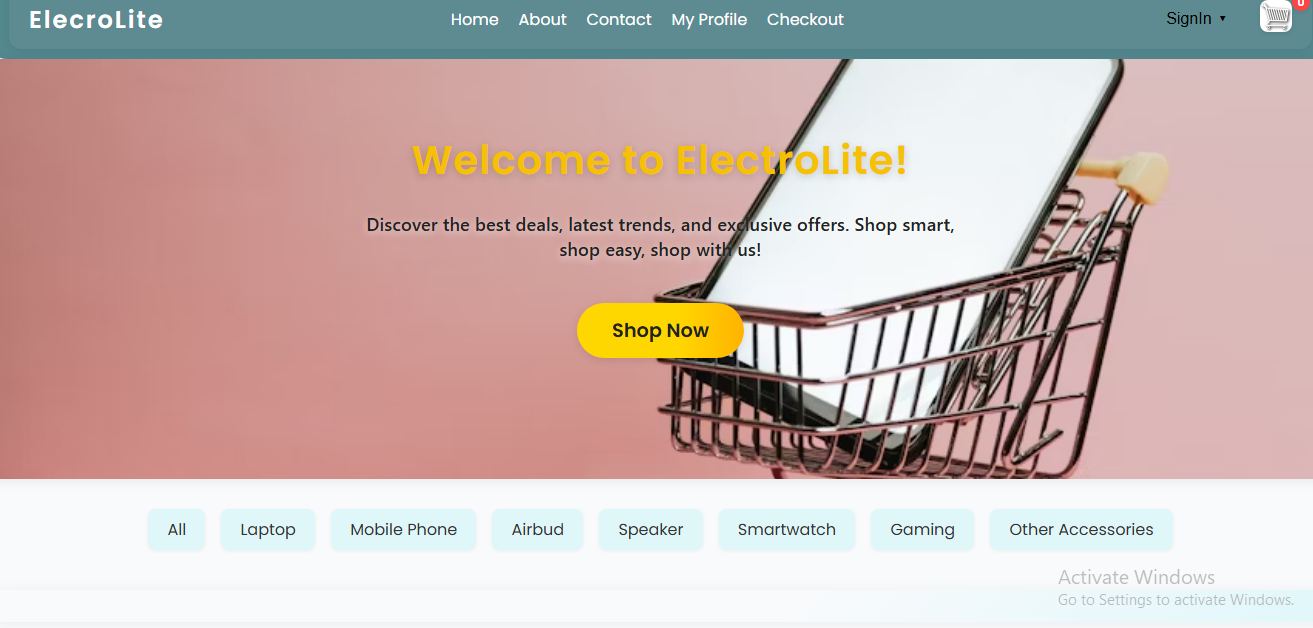 ElecroLite
Home About Contact My Profile Checkout
SignIn ▼
0
Welcome to ElectroLite!
Discover the best deals, latest trends, and exclusive offers. Shop smart,
shop easy, shop with us!
Shop Now
All Laptop Mobile Phone Airbud Speaker Smartwatch Gaming Other Accessories
Activate Windows
Go to Settings to activate Windows.